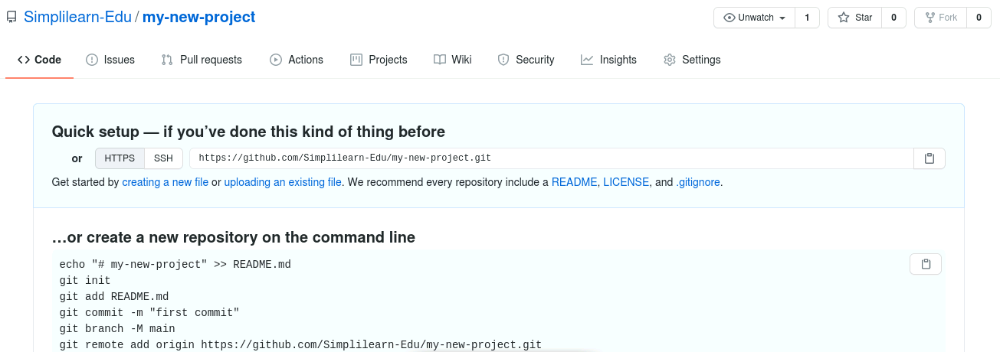 Simplilearn-Edu / my-new-project
Unwatch 1 Star 0 Fork 0
Code Issues Pull requests Actions Projects Wiki Security Insights Settings
Quick setup — if you’ve done this kind of thing before
or HTTPS SSH https://github.com/Simplilearn-Edu/my-new-project.git
Get started by creating a new file or uploading an existing file. We recommend every repository include a README, LICENSE, and .gitignore.
…or create a new repository on the command line
echo "# my-new-project" >> README.md
git init
git add README.md
git commit -m "first commit"
git branch -M main
git remote add origin https://github.com/Simplilearn-Edu/my-new-project.git